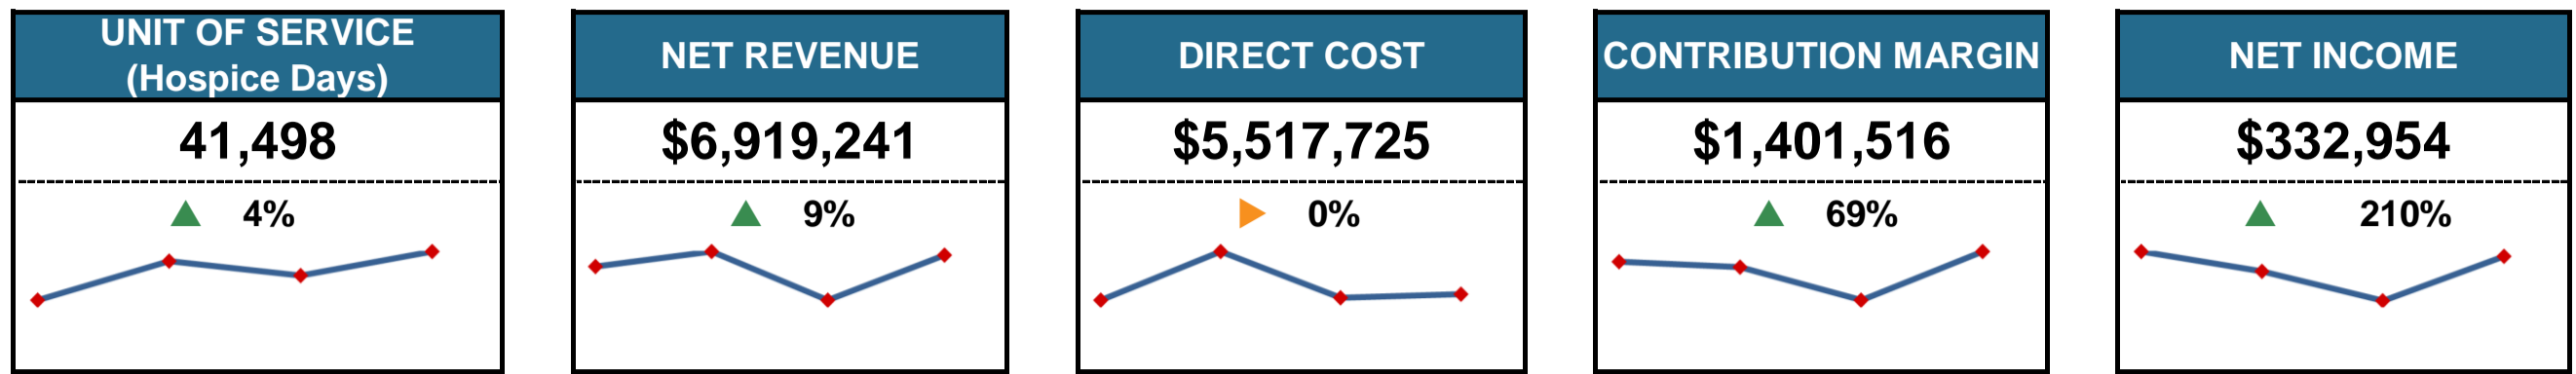 UNIT OF SERVICE
(Hospice Days)
41,498
4%
NET REVENUE
$6,919,241
9%
DIRECT COST
$5,517,725
0%
CONTRIBUTION MARGIN
$1,401,516
69%
NET INCOME
$332,954
210%